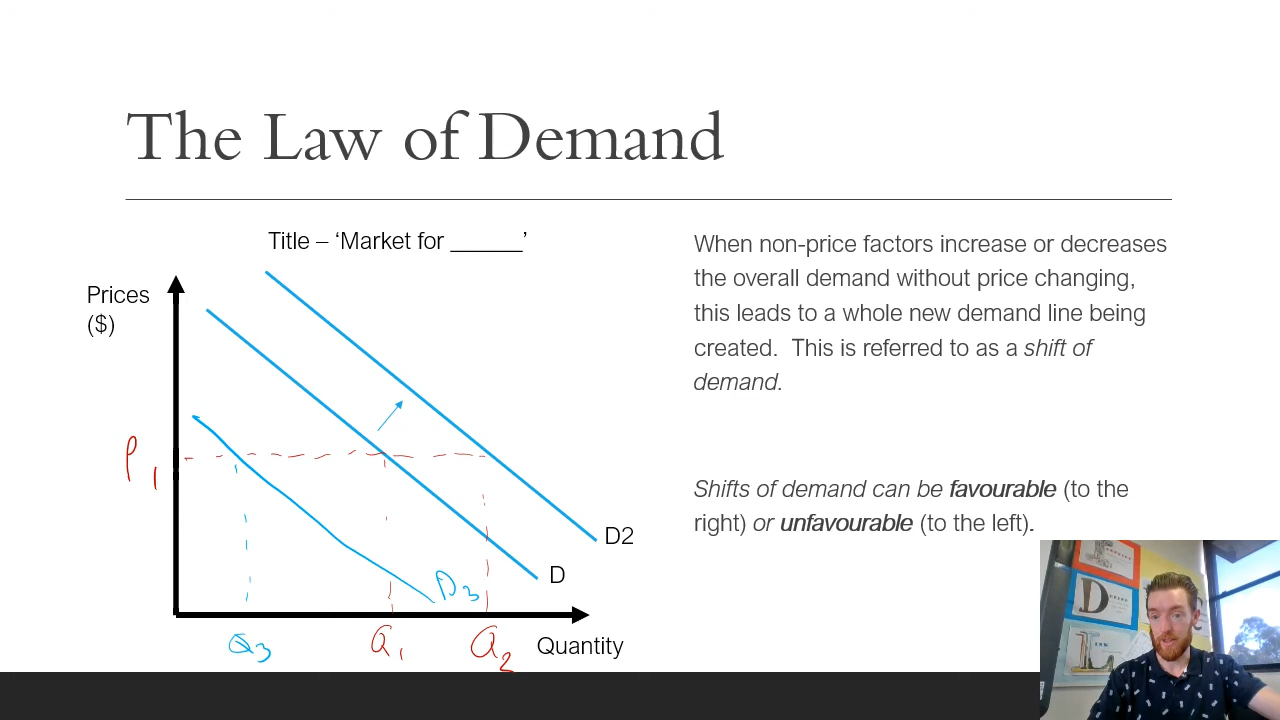 The Law of Demand
Title – ‘Market for ______’
Prices
($)
P1
D2
D
D3
Q3
Q1
Q2
Quantity
When non-price factors increase or decreases
the overall demand without price changing,
this leads to a whole new demand line being
created.  This is referred to as a shift of
demand.
Shifts of demand can be favourable (to the
right) or unfavourable (to the left).